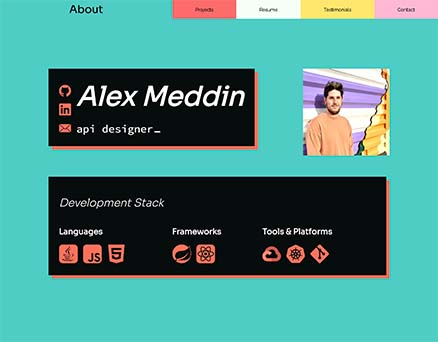 About
Projects
Resume
Testimonials
Contact
Alex Meddin
api designer_
Development Stack
Languages
Frameworks
Tools & Platforms
JS
5